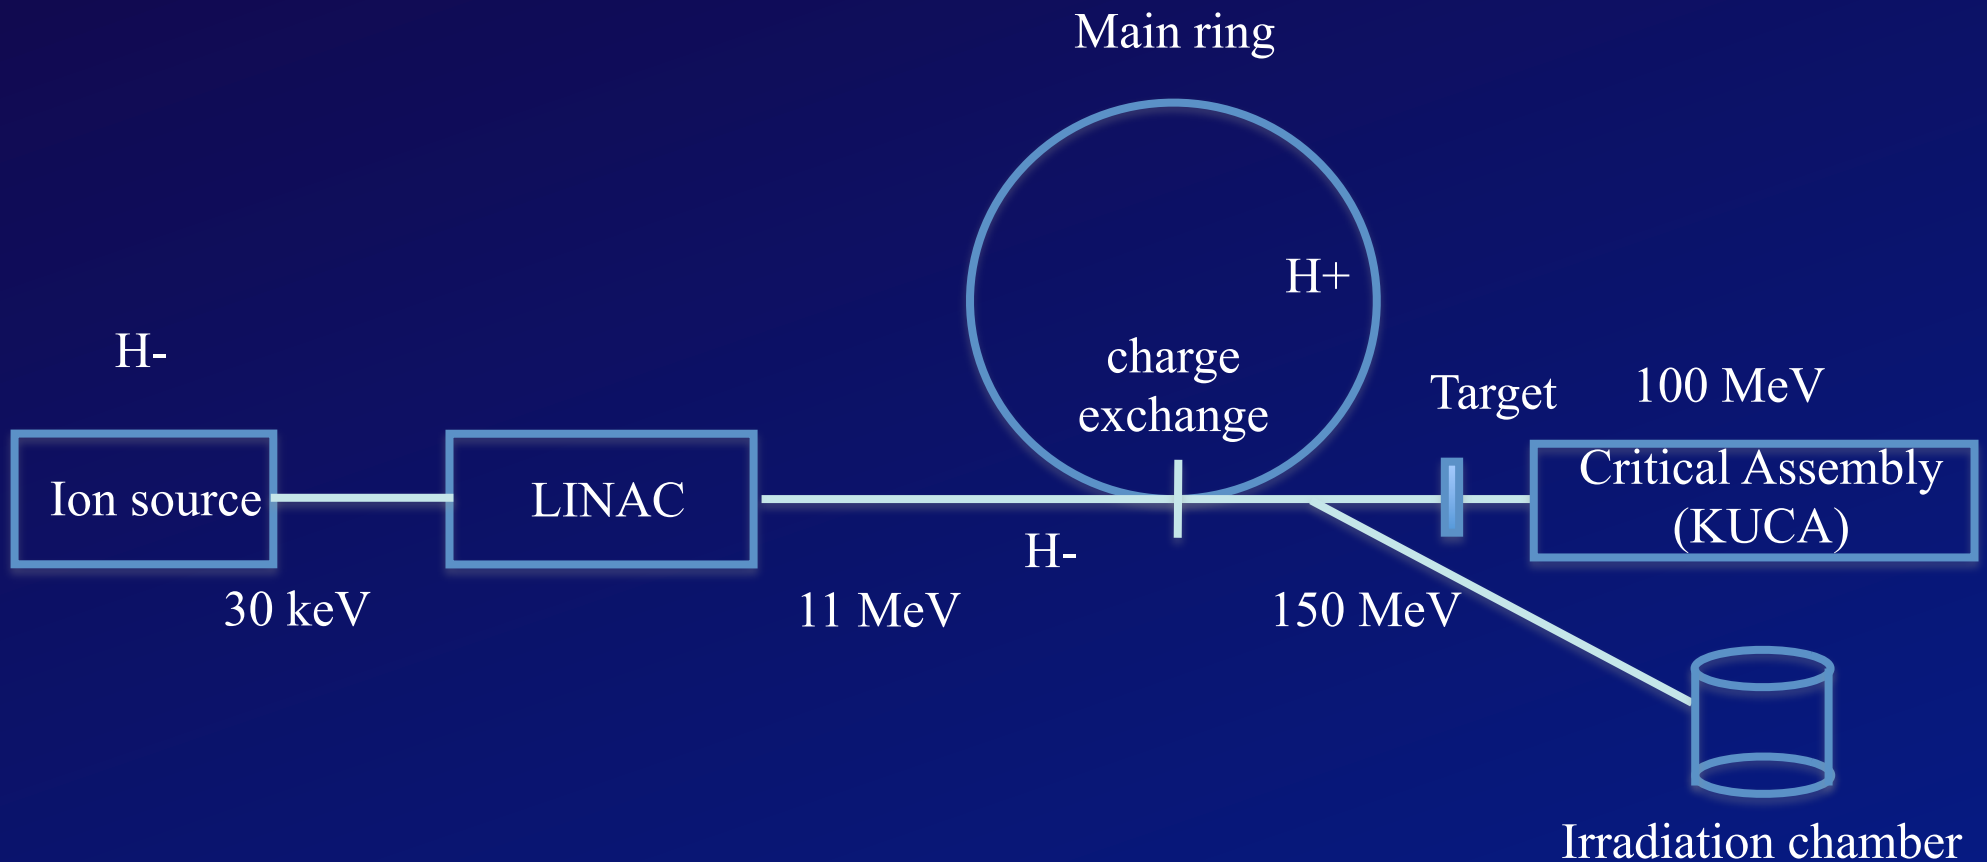 Main ring
H+
H-
charge
exchange
Target
100 MeV
Ion source
LINAC
Critical Assembly
(KUCA)
H-
30 keV
11 MeV
150 MeV
Irradiation chamber